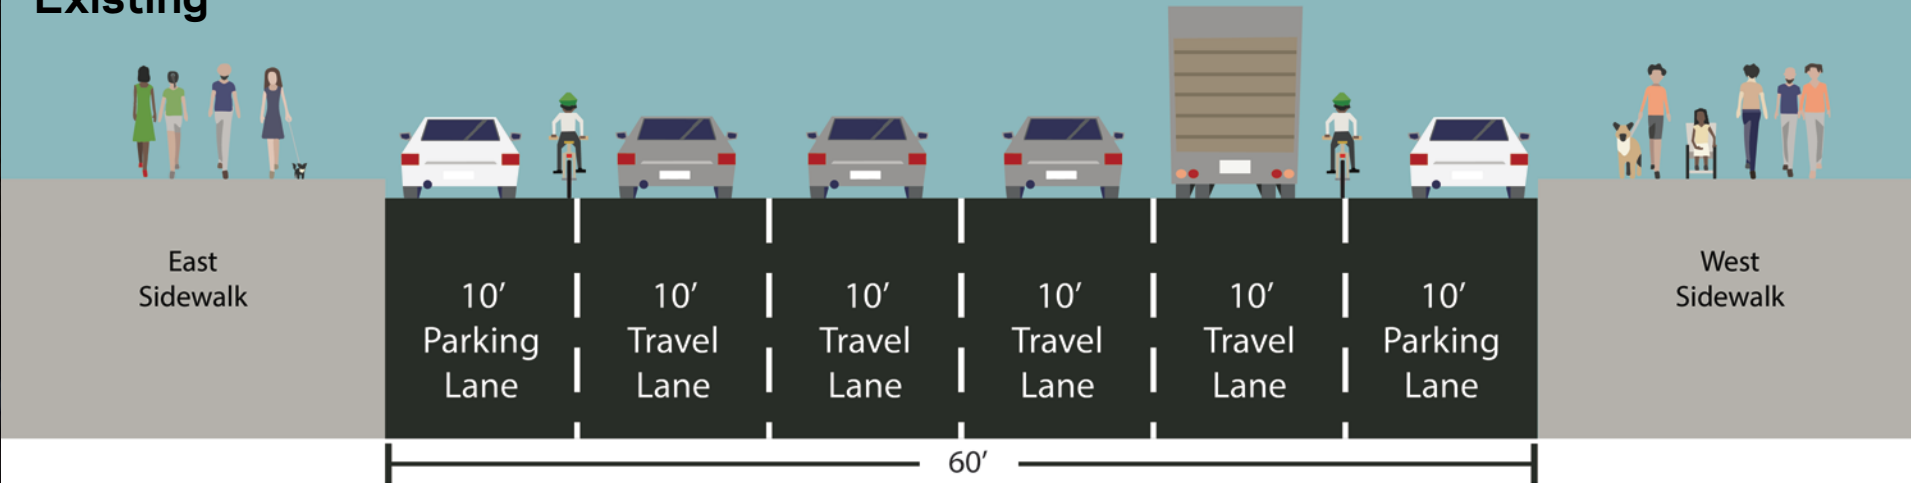 Existing
East
Sidewalk
10’
Parking
Lane
10’
Travel
Lane
10’
Travel
Lane
10’
Travel
Lane
10’
Travel
Lane
10’
Parking
Lane
West
Sidewalk
60’